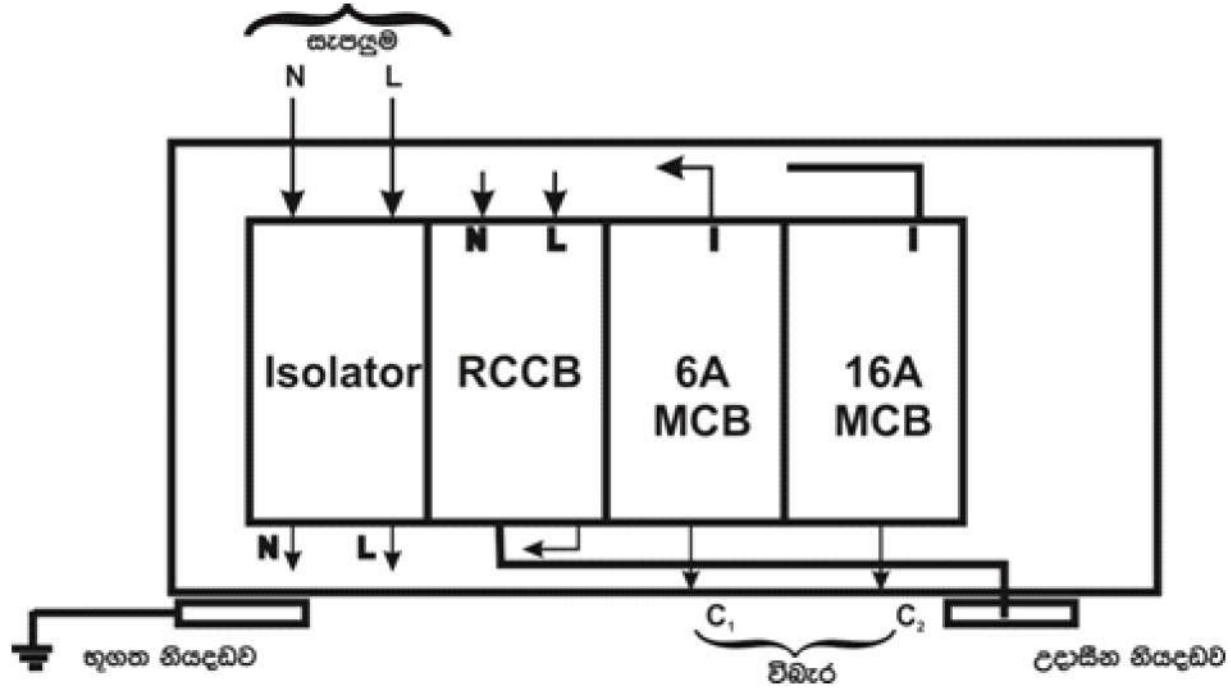 සැපයුම
N L
N L I I
Isolator RCCB 6A MCB 16A MCB
N L
C₁ C₂
භූගත නියදඬව
විබැර
උදාසීන නියදඬව